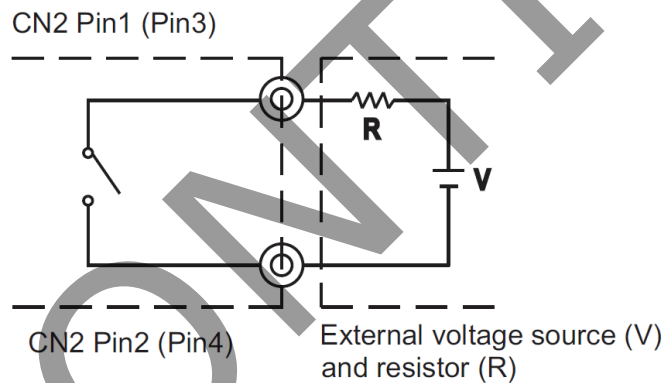 CN2 Pin1 (Pin3)
R
V
CN2 Pin2 (Pin4)
External voltage source (V)
and resistor (R)